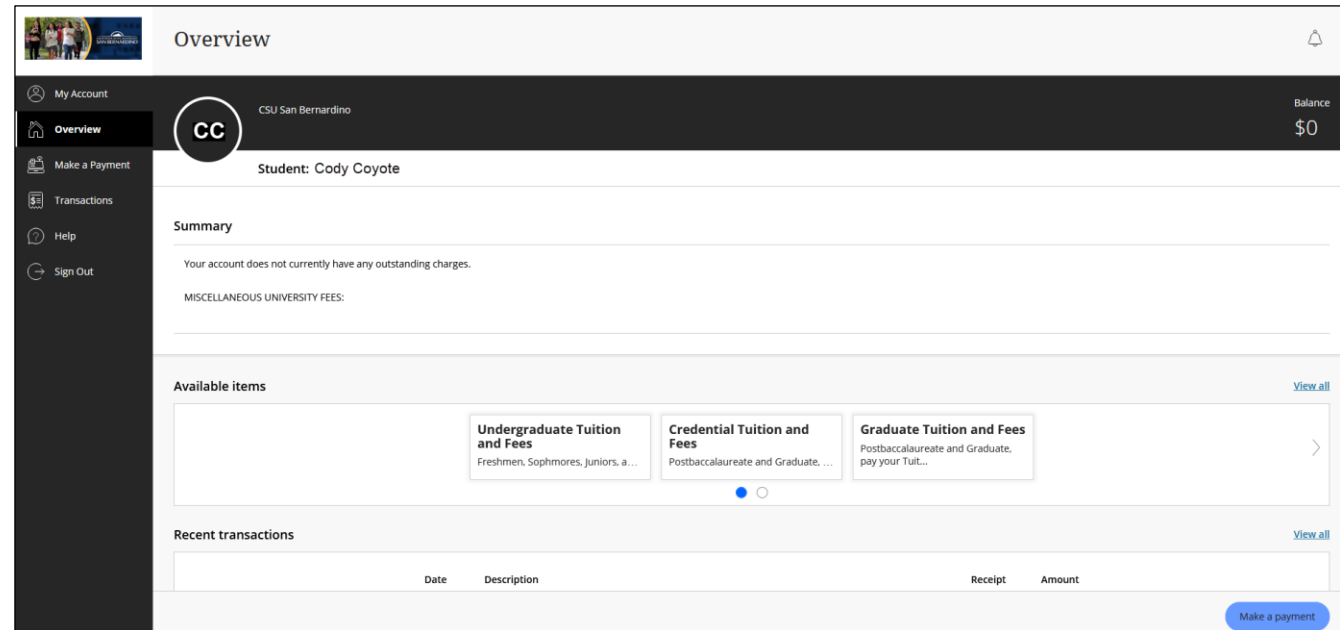 SAN BERNARDINO
Overview
My Account
Overview
Make a Payment
Transactions
Help
Sign Out
CC
CSU San Bernardino
Balance
$0
Student: Cody Coyote
Summary
Your account does not currently have any outstanding charges.
MISCELLANEOUS UNIVERSITY FEES:
Available items
View all
Undergraduate Tuition
and Fees
Freshmen, Sophmores, Juniors, a...
Credential Tuition and
Fees
Postbaccalaureate and Graduate, ...
Graduate Tuition and Fees
Postbaccalaureate and Graduate,
pay your Tuit...
Recent transactions
View all
Date Description Receipt Amount
Make a payment